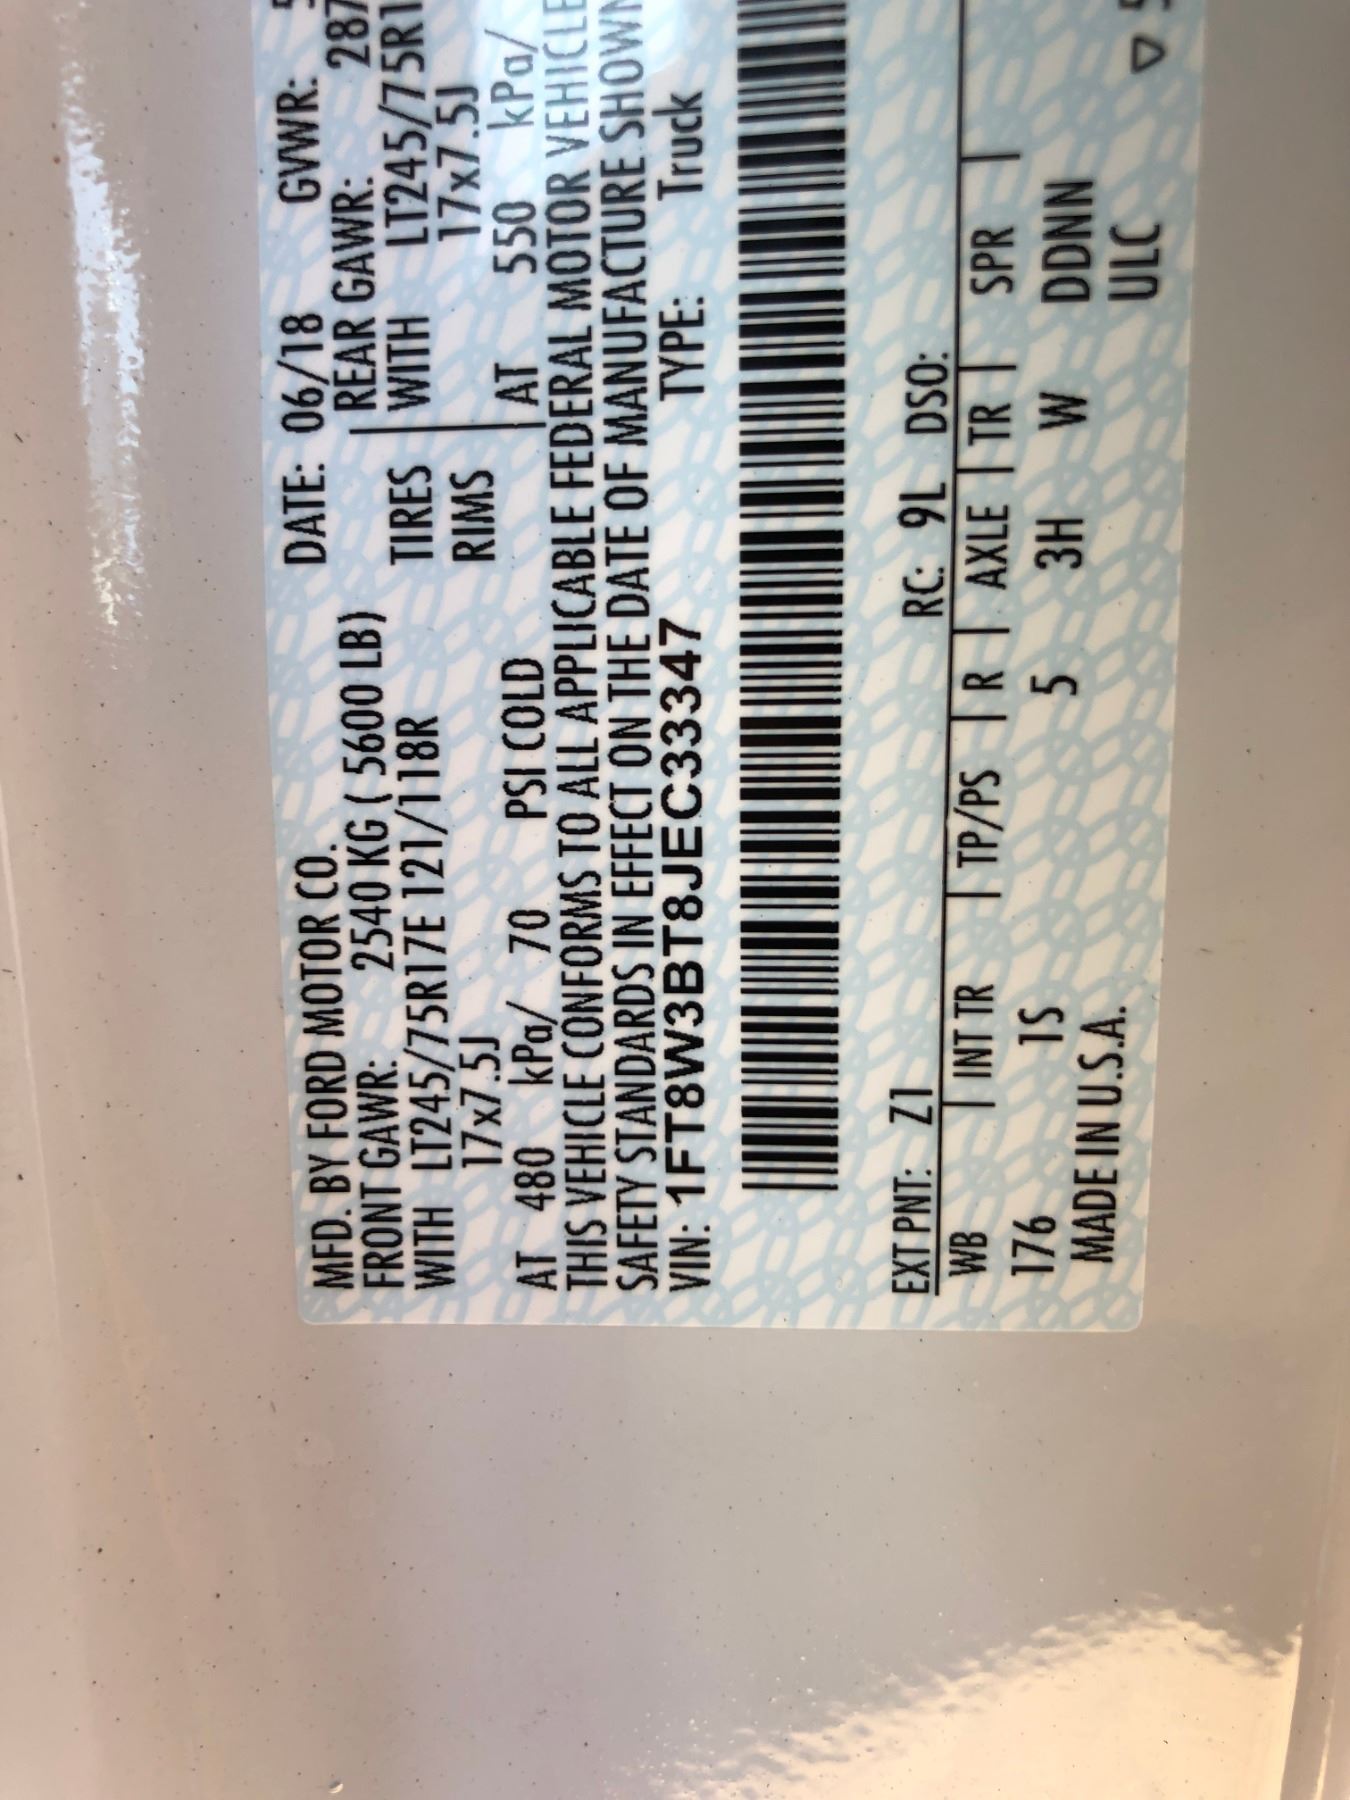 MFD. BY FORD MOTOR CO. DATE: 06/18 GVWR:
FRONT GAWR: 2540 KG ( 5600 LB) REAR GAWR: 287
WITH LT245/75R17E 121/118R TIRES WITH LT245/75R1
17x7.5J RIMS 17x7.5J
AT 480 kPa/ 70 PSI COLD AT 550 kPa/
THIS VEHICLE CONFORMS TO ALL APPLICABLE FEDERAL MOTOR VEHICLE
SAFETY STANDARDS IN EFFECT ON THE DATE OF MANUFACTURE SHOWN
VIN: 1FT8W3BT8JEC33347 TYPE: Truck
EXT PNT: Z1 RC: 9L DSO:
WB | INT TR | TP/PS | R | AXLE | TR | SPR |
176 1S 5 3H W DDNN
MADE IN U.S.A. ULC ▽ 5